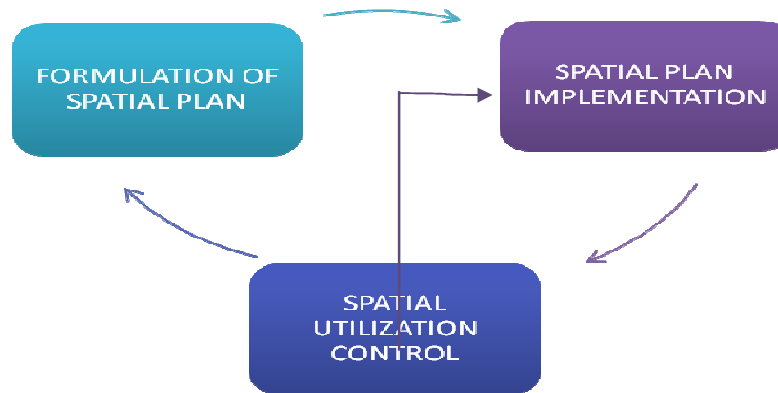 FORMULATION OF
SPATIAL PLAN
SPATIAL PLAN
IMPLEMENTATION
SPATIAL
UTILIZATION
CONTROL